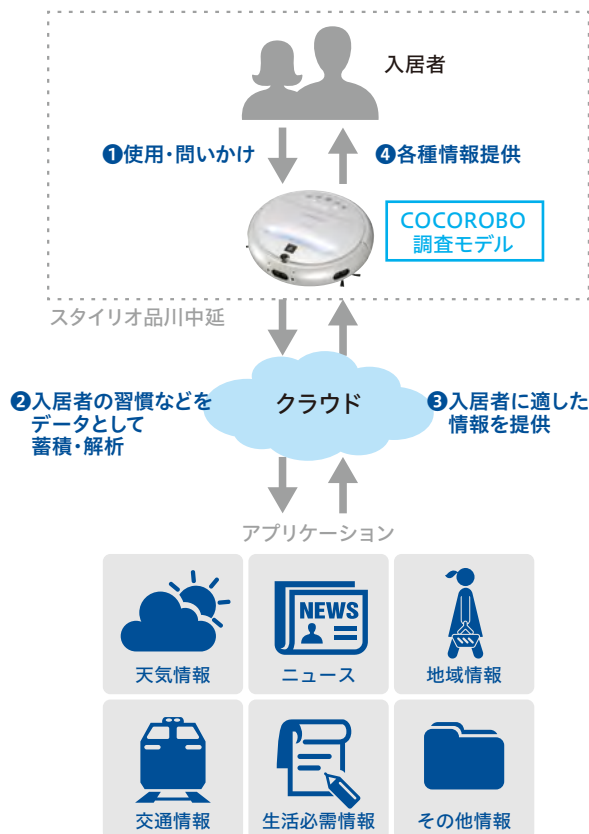 入居者
❶使用・問いかけ
❹各種情報提供
COCOROBO
調査モデル
スタイリオ品川中延
❷入居者の習慣などを
データとして
蓄積・解析
クラウド
❸入居者に適した
情報を提供
アプリケーション
NEWS
天気情報
ニュース
地域情報
交通情報
生活必需情報
その他情報